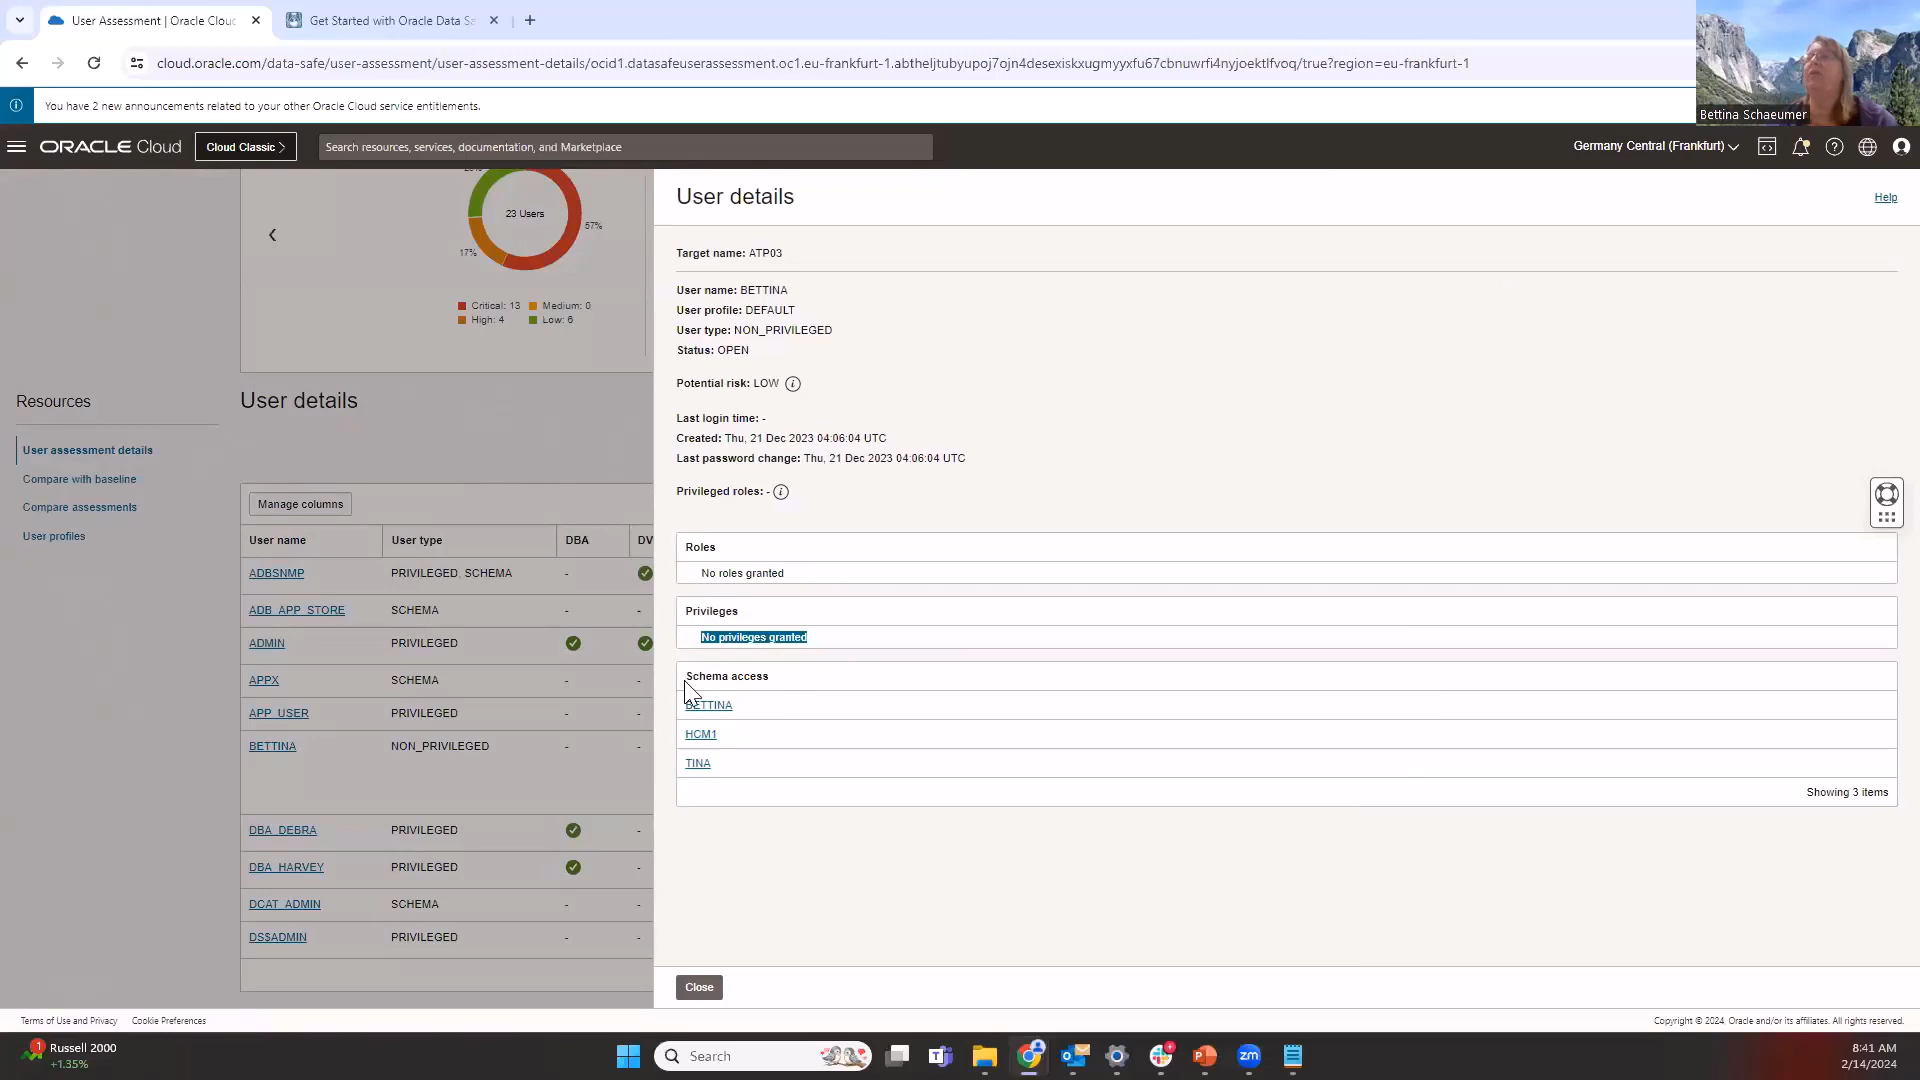 User Assessment | Oracle Clou
Get Started with Oracle Data Sa
cloud.oracle.com/data-safe/user-assessment/user-assessment-details/ocid1.datasafeuserassessment.oc1.eu-frankfurt-1.abtheljtubyupoj7ojn4desexiskxugmyyxfu67cbnuwrfi4nyjoektlfvoq/true?region=eu-frankfurt-1
You have 2 new announcements related to your other Oracle Cloud service entitlements.
Bettina Schaeumer
ORACLE Cloud
Cloud Classic
Search resources, services, documentation, and Marketplace
Germany Central (Frankfurt)
23 Users
57%
17%
Critical: 13
Medium: 0
High: 4
Low: 6
Resources
User assessment details
Compare with baseline
Compare assessments
User profiles
User details
Manage columns
User name User type DBA DV
ADBSNMP PRIVILEGED, SCHEMA -
ADB_APP_STORE SCHEMA - -
ADMIN PRIVILEGED
APPX SCHEMA - -
APP_USER PRIVILEGED - -
BETTINA NON_PRIVILEGED - -
DBA_DEBRA PRIVILEGED -
DBA_HARVEY PRIVILEGED -
DCAT_ADMIN SCHEMA - -
DS$ADMIN PRIVILEGED - -
User details
Help
Target name: ATP03
User name: BETTINA
User profile: DEFAULT
User type: NON_PRIVILEGED
Status: OPEN
Potential risk: LOW
Last login time: -
Created: Thu, 21 Dec 2023 04:06:04 UTC
Last password change: Thu, 21 Dec 2023 04:06:04 UTC
Privileged roles: -
Roles
No roles granted
Privileges
No privileges granted
Schema access
BETTINA
HCM1
TINA
Showing 3 items
Close
Terms of Use and Privacy
Cookie Preferences
Copyright © 2024, Oracle and/or its affiliates. All rights reserved.
1
Russell 2000
+1.35%
Search
zm
8:41 AM
2/14/2024